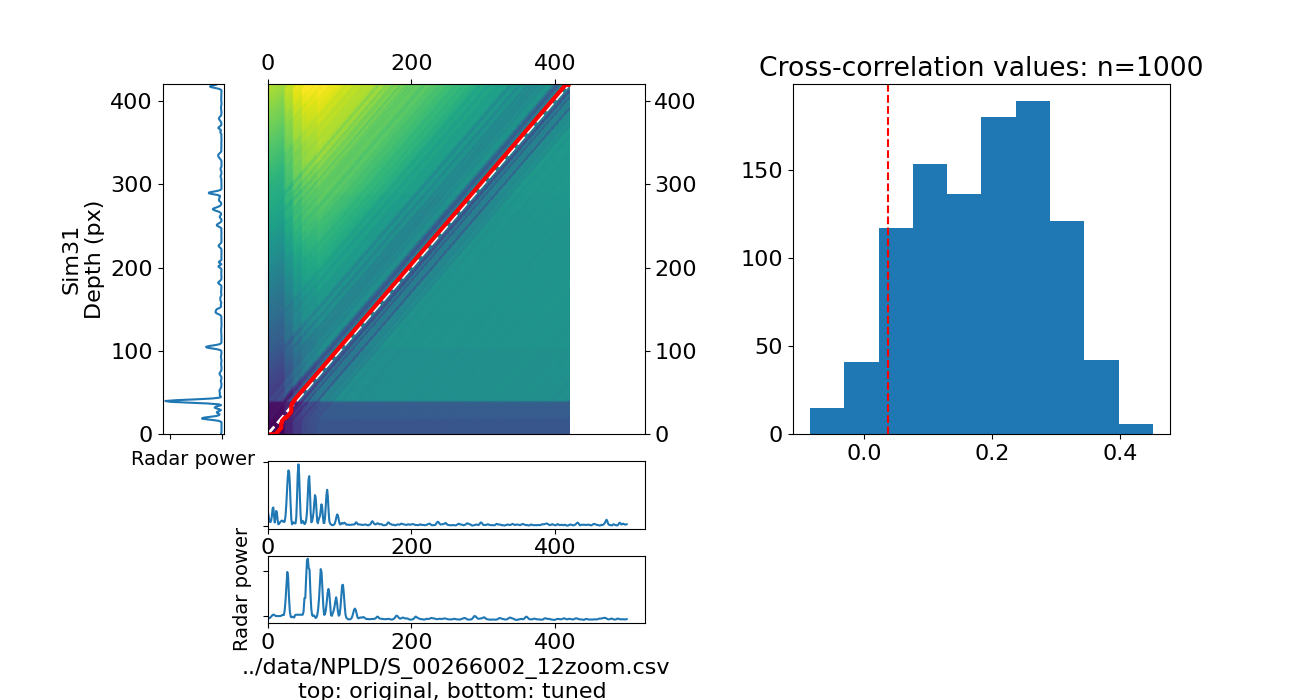 Cross-correlation values: n=1000
0 200 400
400
300
200
100
0
Sim31
Depth (px)
Radar power
400
300
200
100
0
150
100
50
0
0.0 0.2 0.4
0 200 400
Radar power
0 200 400
../data/NPLD/S_00266002_12zoom.csv
top: original, bottom: tuned